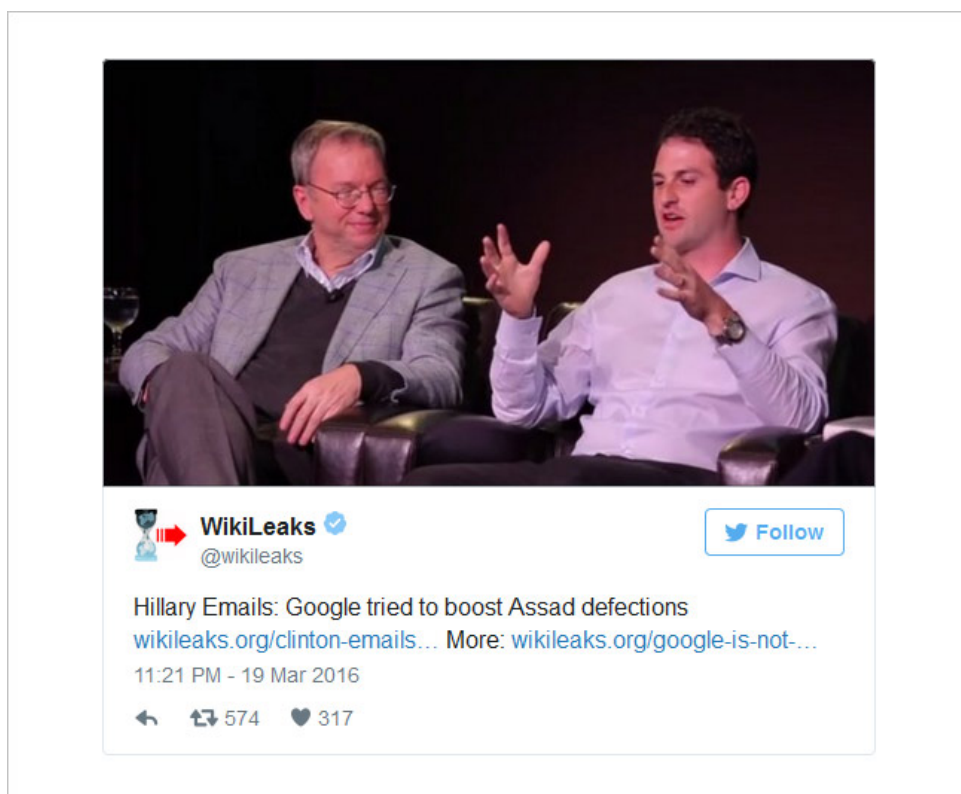 WikiLeaks
Follow
@wikileaks
Hillary Emails: Google tried to boost Assad defections
wikileaks.org/clinton-emails… More: wikileaks.org/google-is-not-…
11:21 PM - 19 Mar 2016
574 317